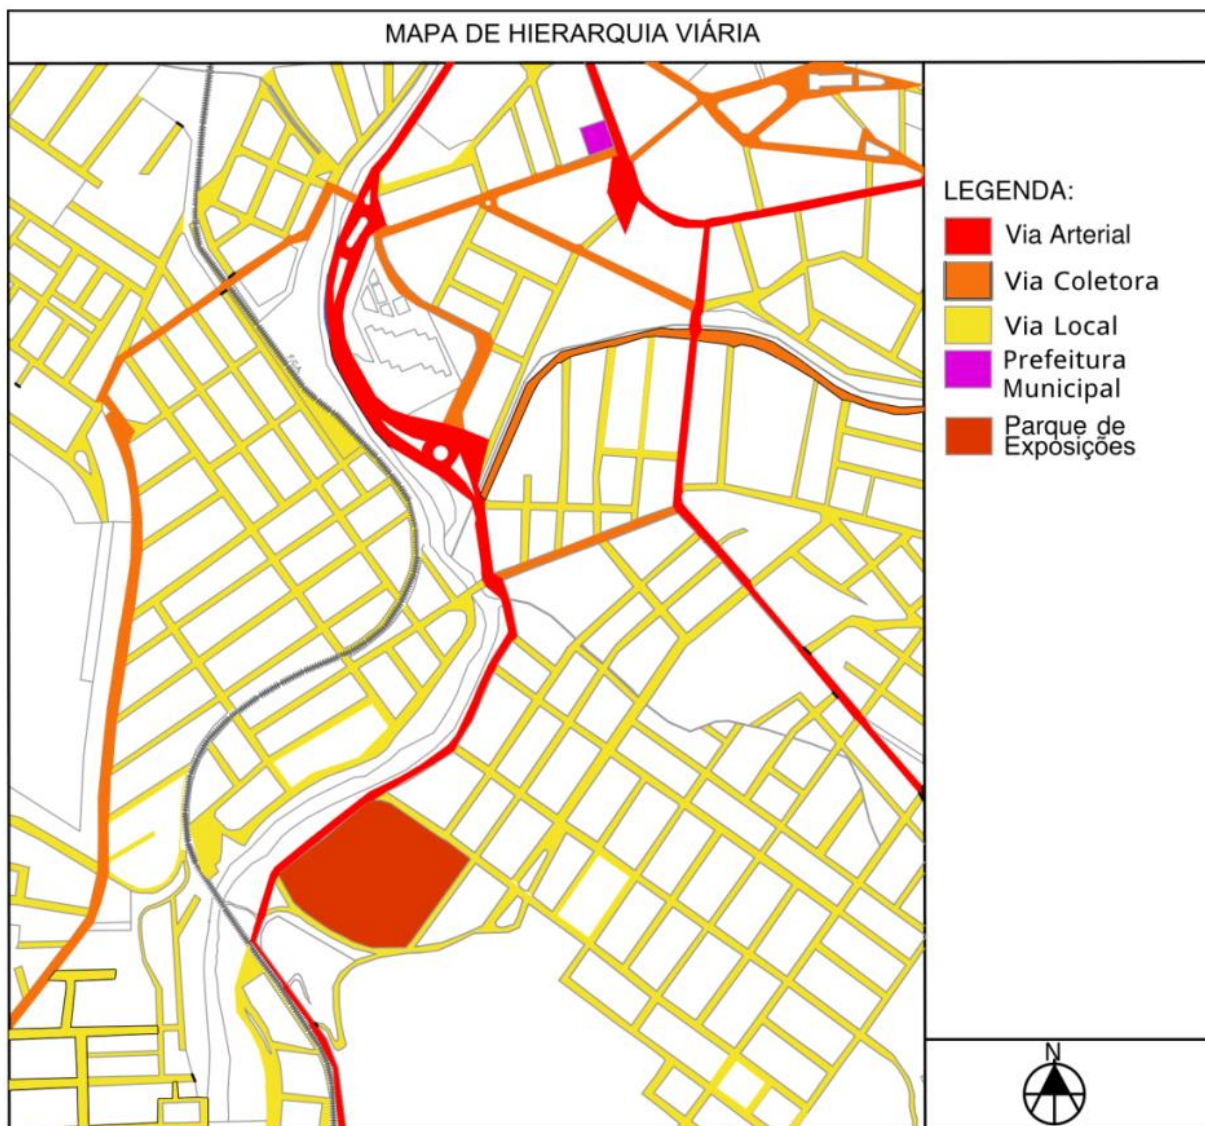 MAPA DE HIERARQUIA VIÁRIA
LEGENDA:
Via Arterial
Via Coletora
Via Local
Prefeitura
Municipal
Parque de
Exposições
N